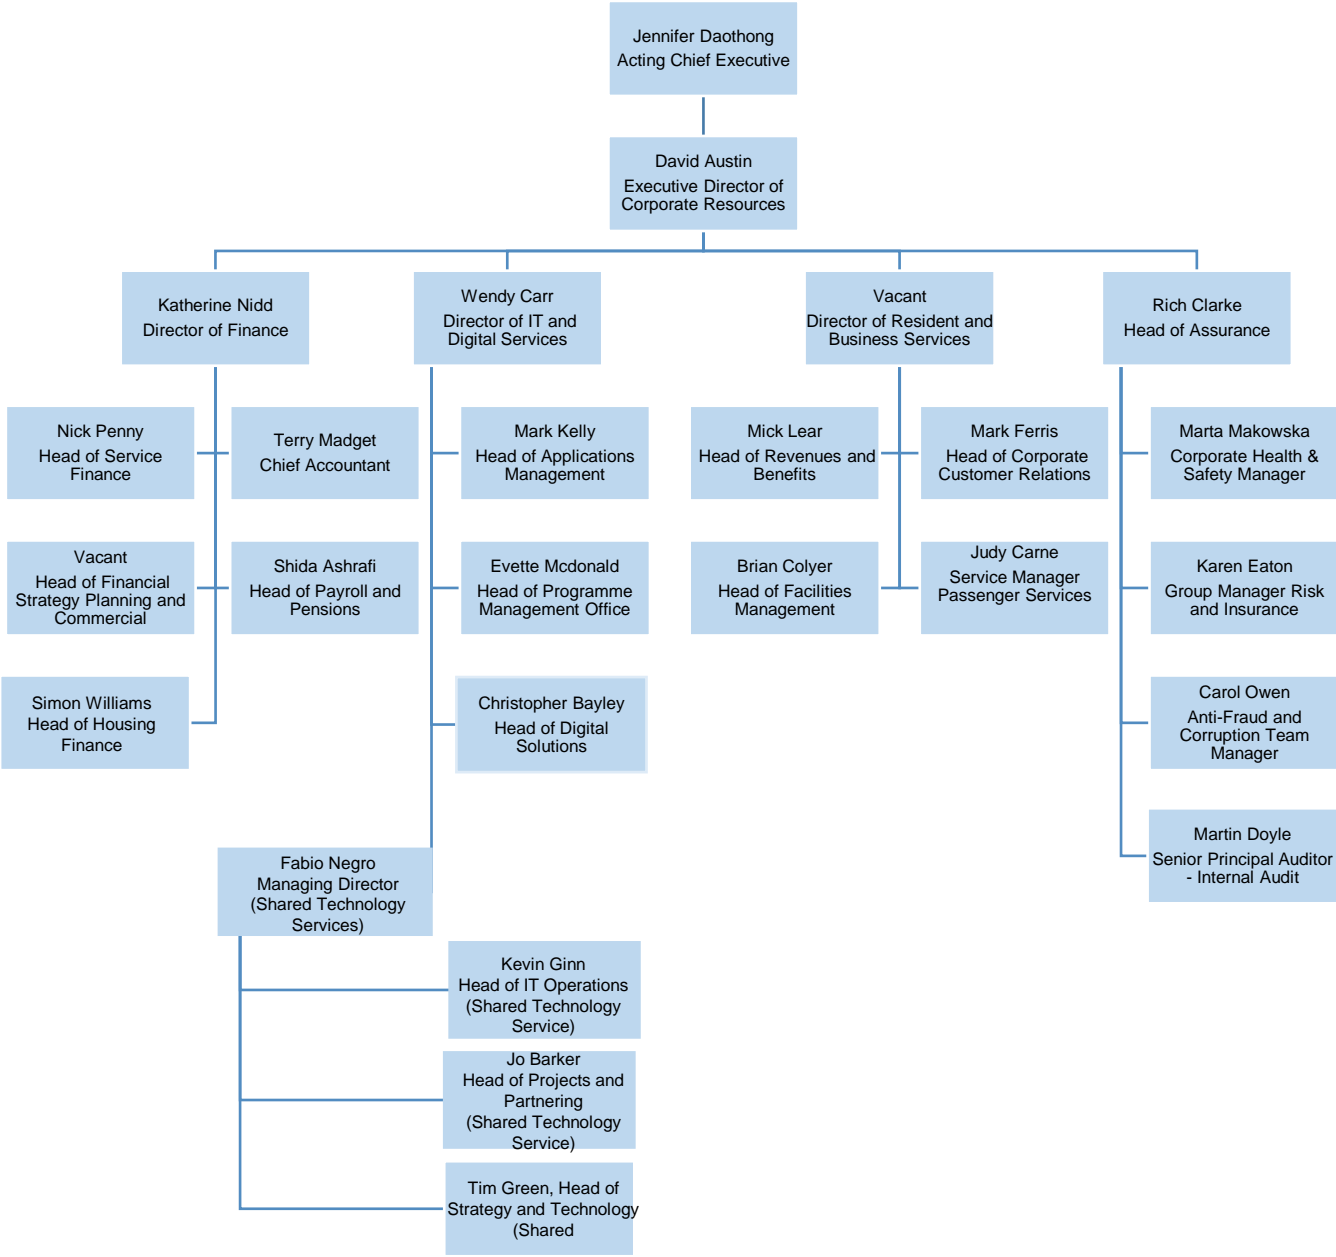 Jennifer Daothong
Acting Chief Executive
David Austin
Executive Director of
Corporate Resources
Katherine Nidd
Director of Finance
Wendy Carr
Director of IT and
Digital Services
Vacant
Director of Resident and
Business Services
Rich Clarke
Head of Assurance
Nick Penny
Head of Service
Finance
Terry Madget
Chief Accountant
Mark Kelly
Head of Applications
Management
Mick Lear
Head of Revenues and
Benefits
Mark Ferris
Head of Corporate
Customer Relations
Marta Makowska
Corporate Health &
Safety Manager
Vacant
Head of Financial
Strategy Planning and
Commercial
Shida Ashrafi
Head of Payroll and
Pensions
Evette Mcdonald
Head of Programme
Management Office
Brian Colyer
Head of Facilities
Management
Judy Carne
Service Manager
Passenger Services
Karen Eaton
Group Manager Risk
and Insurance
Simon Williams
Head of Housing
Finance
Christopher Bayley
Head of Digital
Solutions
Carol Owen
Anti-Fraud and
Corruption Team
Manager
Martin Doyle
Senior Principal Auditor
- Internal Audit
Fabio Negro
Managing Director
(Shared Technology
Services)
Kevin Ginn
Head of IT Operations
(Shared Technology
Service)
Jo Barker
Head of Projects and
Partnering
(Shared Technology
Service)
Tim Green, Head of
Strategy and Technology
(Shared